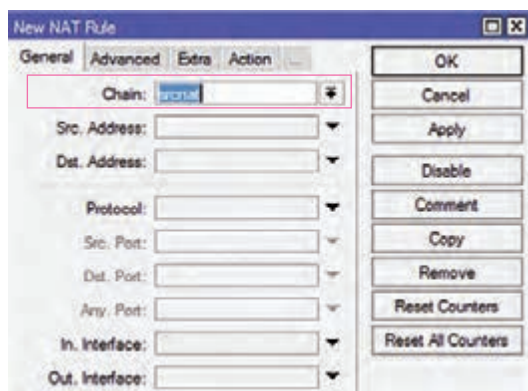 New NAT Rule
General Advanced Extra Action ...
Chain: srcnat
Src. Address:
Dst. Address:
Protocol:
Src. Port:
Dst. Port:
Any. Port:
In. Interface:
Out. Interface:
OK
Cancel
Apply
Disable
Comment
Copy
Remove
Reset Counters
Reset All Counters